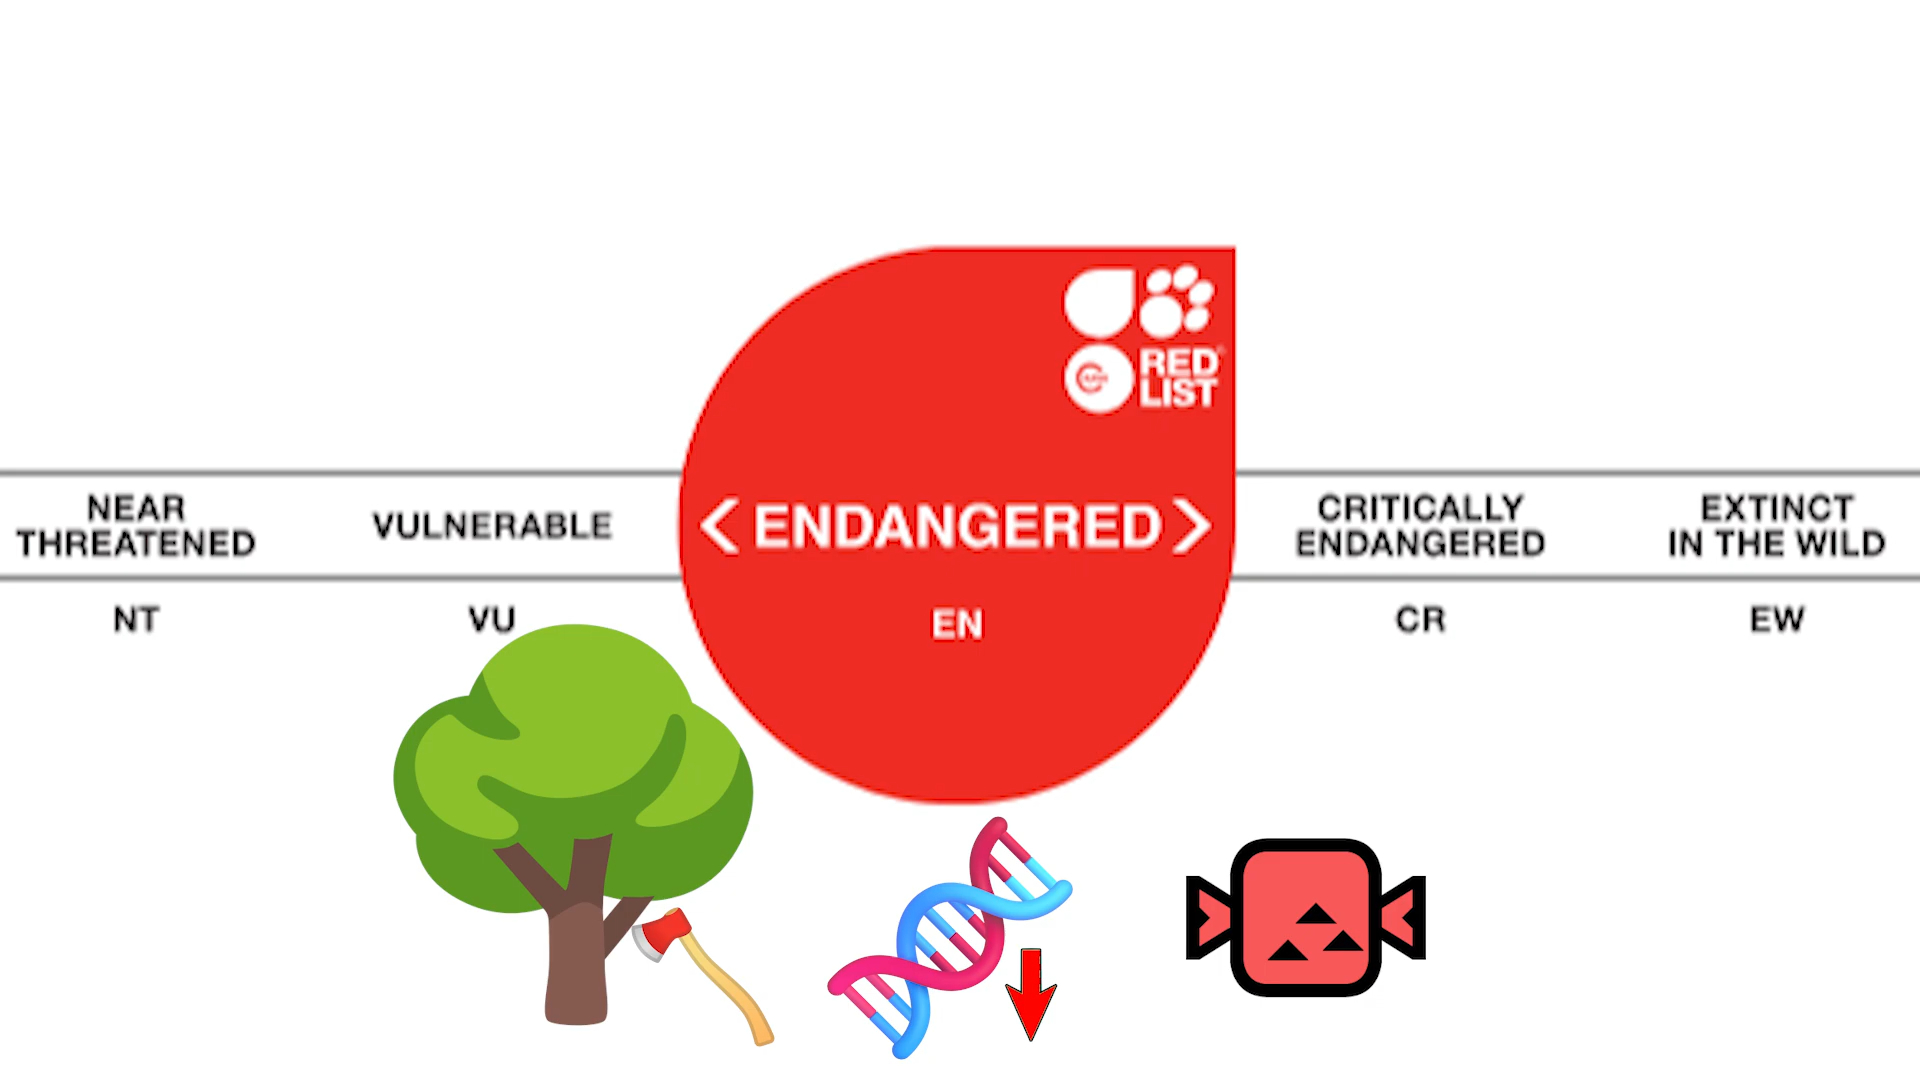 RED
LIST
NEAR
THREATENED
VULNERABLE
< ENDANGERED >
CRITICALLY
ENDANGERED
EXTINCT
IN THE WILD
NT
VU
EN
CR
EW